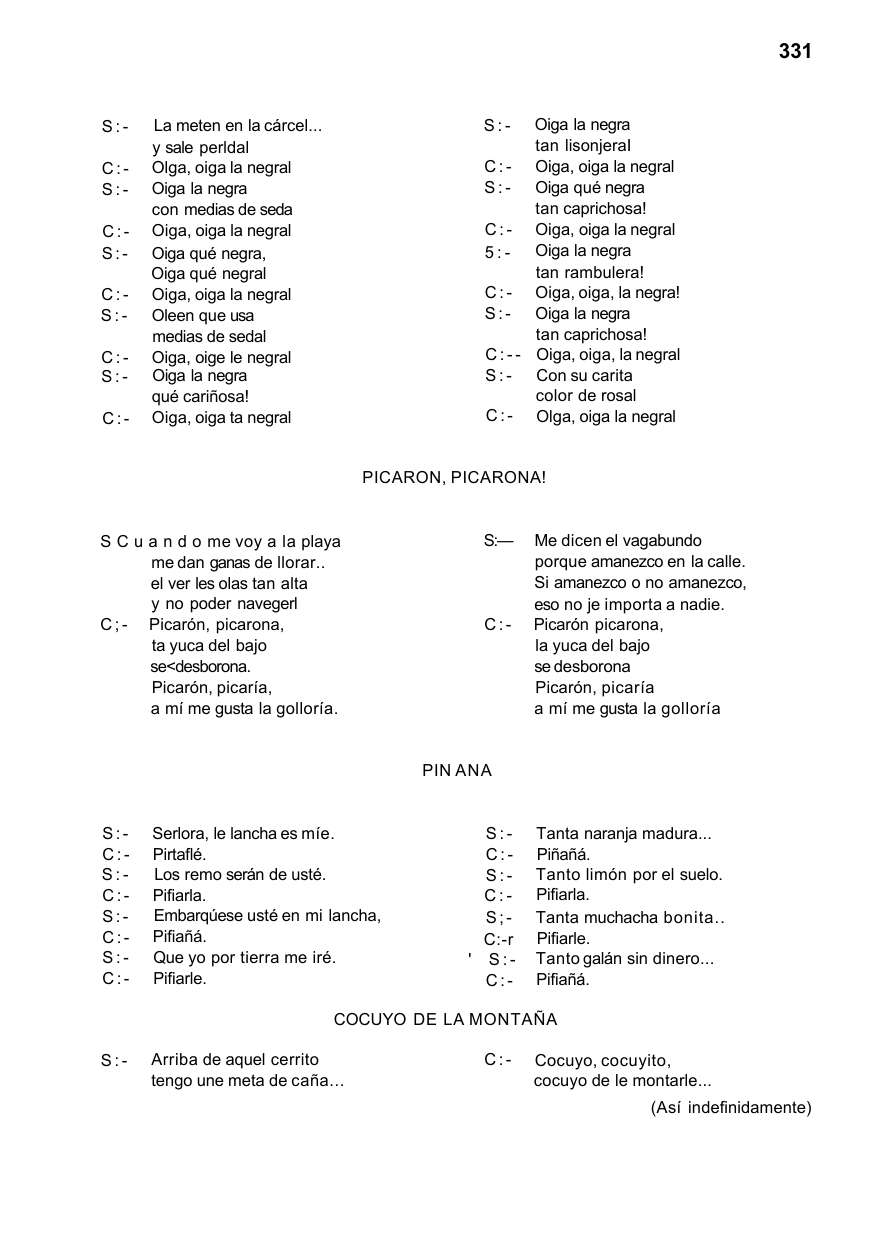 331
S:- La meten en la cárcel...
y sale perldal
C:- Olga, oiga la negral
S:- Oiga la negra
con medias de seda
C:- Oiga, oiga la negral
S:- Oiga qué negra,
Oiga qué negral
C:- Oiga, oiga la negral
S:- Oleen que usa
medias de sedal
C:- Oiga, oige le negral
S:- Oiga la negra
qué cariñosa!
C:- Oiga, oiga ta negral
S:- Oiga la negra
tan lisonjeral
C:- Oiga, oiga la negral
S:- Oiga qué negra
tan caprichosa!
C:- Oiga, oiga la negral
5:- Oiga la negra
tan rambulera!
C:- Oiga, oiga, la negra!
S:- Oiga la negra
tan caprichosa!
C:-- Oiga, oiga, la negral
S:- Con su carita
color de rosal
C:- Olga, oiga la negral
PICARON, PICARONA!
S C u a n d o me voy a la playa
me dan ganas de llorar..
el ver les olas tan alta
y no poder navegerl
C;- Picarón, picarona,
ta yuca del bajo
se<desborona.
Picarón, picaría,
a mí me gusta la golloría.
S:— Me dicen el vagabundo
porque amanezco en la calle.
Si amanezco o no amanezco,
eso no je importa a nadie.
C:- Picarón picarona,
la yuca del bajo
se desborona
Picarón, picaría
a mí me gusta la golloría
PIN ANA
S:- Serlora, le lancha es míe.
C:- Pirtaflé.
S:- Los remo serán de usté.
C:- Pifiarla.
S:- Embarqúese usté en mi lancha,
C:- Pifiañá.
S:- Que yo por tierra me iré.
C:- Pifiarle.
S:- Tanta naranja madura...
C:- Piñañá.
S:- Tanto limón por el suelo.
C:- Pifiarla.
S;- Tanta muchacha bonita..
C:-r Pifiarle.
' S:- Tanto galán sin dinero...
C:- Pifiañá.
COCUYO DE LA MONTAÑA
S:- Arriba de aquel cerrito
tengo une meta de caña...
C:- Cocuyo, cocuyito,
cocuyo de le montarle...
(Así indefinidamente)